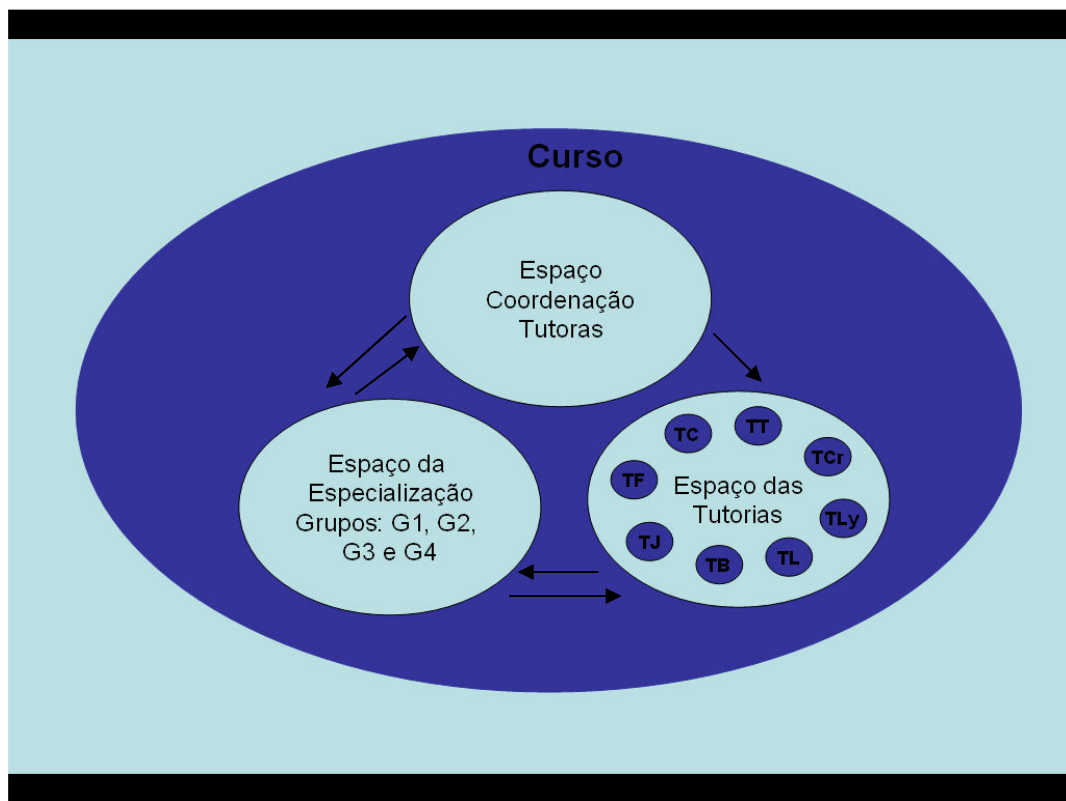 Curso
Espaço
Coordenação
Tutoras
Espaço da
Especialização
Grupos: G1, G2,
G3 e G4
TC
TT
TCr
TF
Espaço das
Tutorias
TLy
TJ
TB
TL